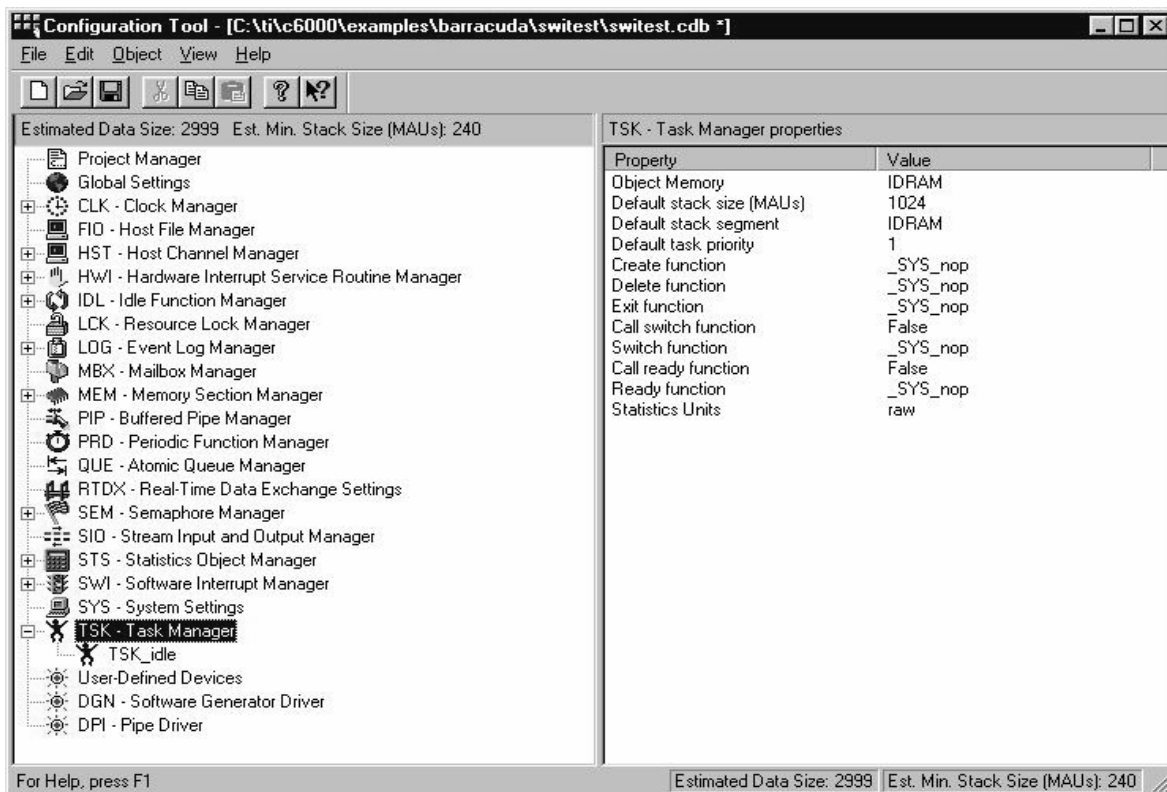 Configuration Tool - [C:\ti\c6000\examples\barracuda\switest\switest.cdb *]
File Edit Object View Help
Estimated Data Size: 2999 Est. Min. Stack Size (MAUs): 240
Project Manager
Global Settings
CLK - Clock Manager
FIO - Host File Manager
HST - Host Channel Manager
HWI - Hardware Interrupt Service Routine Manager
IDL - Idle Function Manager
LCK - Resource Lock Manager
LOG - Event Log Manager
MBX - Mailbox Manager
MEM - Memory Section Manager
PIP - Buffered Pipe Manager
PRD - Periodic Function Manager
QUE - Atomic Queue Manager
RTDX - Real-Time Data Exchange Settings
SEM - Semaphore Manager
SIO - Stream Input and Output Manager
STS - Statistics Object Manager
SWI - Software Interrupt Manager
SYS - System Settings
TSK - Task Manager
TSK_idle
User-Defined Devices
DGN - Software Generator Driver
DPI - Pipe Driver
TSK - Task Manager properties
Property Value
Object Memory IDRAM
Default stack size (MAUs) 1024
Default stack segment IDRAM
Default task priority 1
Create function _SYS_nop
Delete function _SYS_nop
Exit function _SYS_nop
Call switch function False
Switch function _SYS_nop
Call ready function False
Ready function _SYS_nop
Statistics Units raw
For Help, press F1
Estimated Data Size: 2999 Est. Min. Stack Size (MAUs): 240